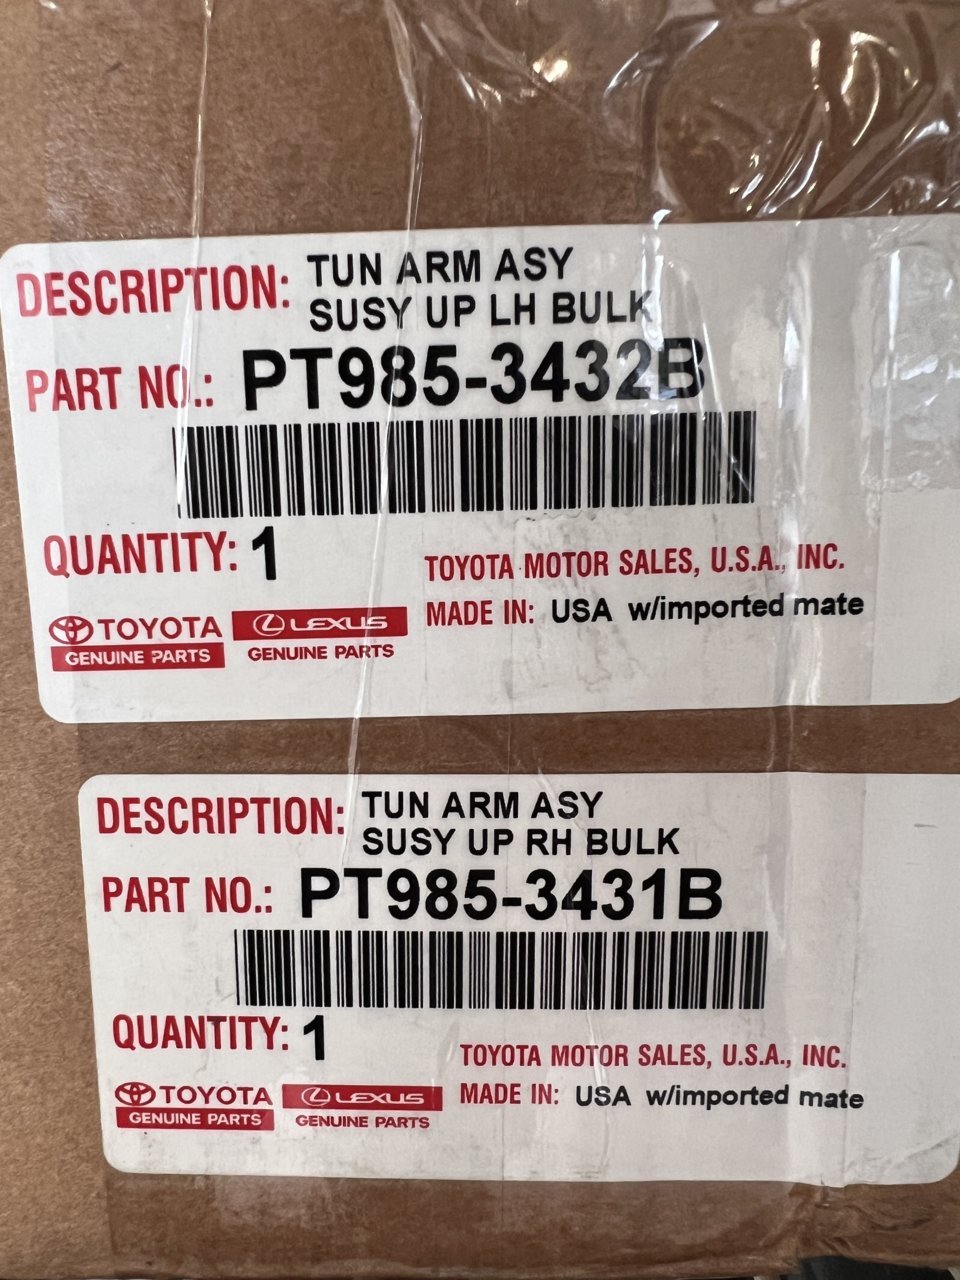 DESCRIPTION: TUN ARM ASY
SUSY UP LH BULK
PART NO.: PT985-3432B
QUANTITY: 1
TOYOTA MOTOR SALES, U.S.A., INC.
MADE IN: USA w/imported mate
TOYOTA LEXUS
GENUINE PARTS GENUINE PARTS
DESCRIPTION: TUN ARM ASY
SUSY UP RH BULK
PART NO.: PT985-3431B
QUANTITY: 1
TOYOTA MOTOR SALES, U.S.A., INC.
MADE IN: USA w/imported mate
TOYOTA LEXUS
GENUINE PARTS GENUINE PARTS